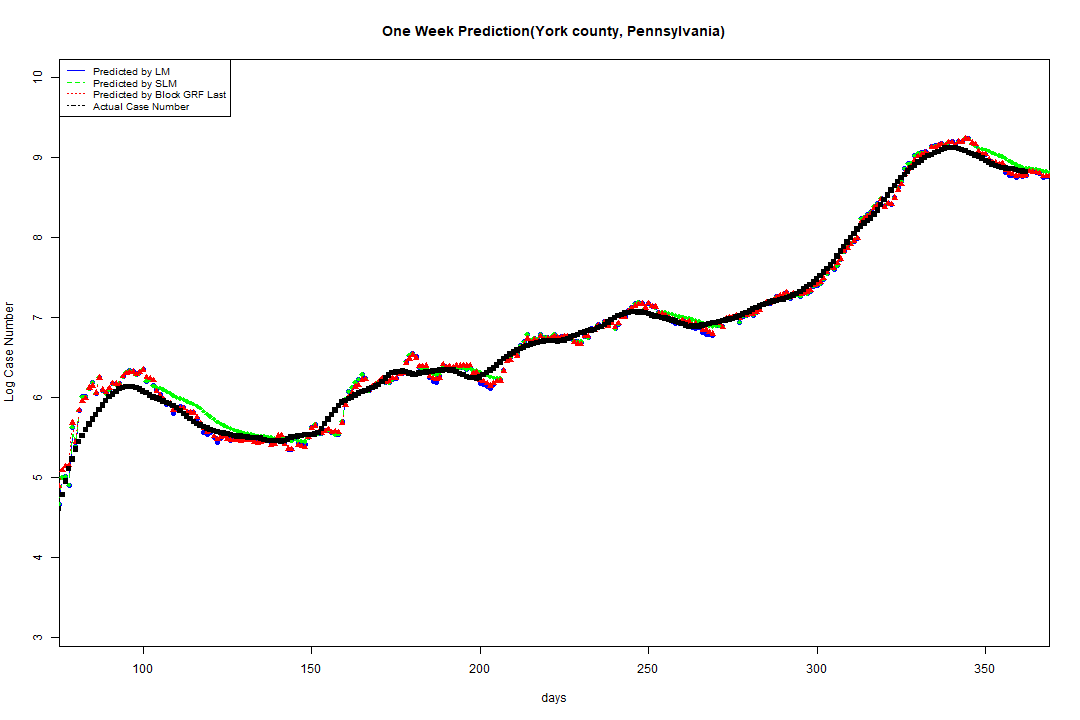 One Week Prediction(York county, Pennsylvania)
Predicted by LM
Predicted by SLM
Predicted by Block GRF Last
Actual Case Number
10
9
8
7
6
5
4
3
Log Case Number
100 150 200 250 300 350
days